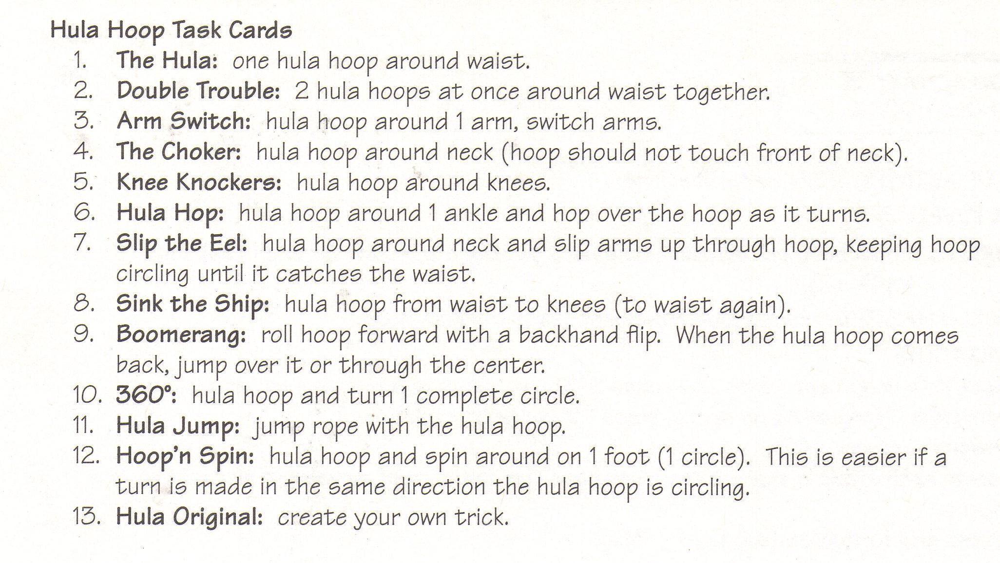 Hula Hoop Task Cards
1. The Hula: one hula hoop around waist.
2. Double Trouble: 2 hula hoops at once around waist together.
3. Arm Switch: hula hoop around 1 arm, switch arms.
4. The Choker: hula hoop around neck (hoop should not touch front of neck).
5. Knee Knockers: hula hoop around knees.
6. Hula Hop: hula hoop around 1 ankle and hop over the hoop as it turns.
7. Slip the Eel: hula hoop around neck and slip arms up through hoop, keeping hoop
circling until it catches the waist.
8. Sink the Ship: hula hoop from waist to knees (to waist again).
9. Boomerang: roll hoop forward with a backhand flip. When the hula hoop comes
back, jump over it or through the center.
10. 360°: hula hoop and turn 1 complete circle.
11. Hula Jump: jump rope with the hula hoop.
12. Hoop'n Spin: hula hoop and spin around on 1 foot (1 circle). This is easier if a
turn is made in the same direction the hula hoop is circling.
13. Hula Original: create your own trick.